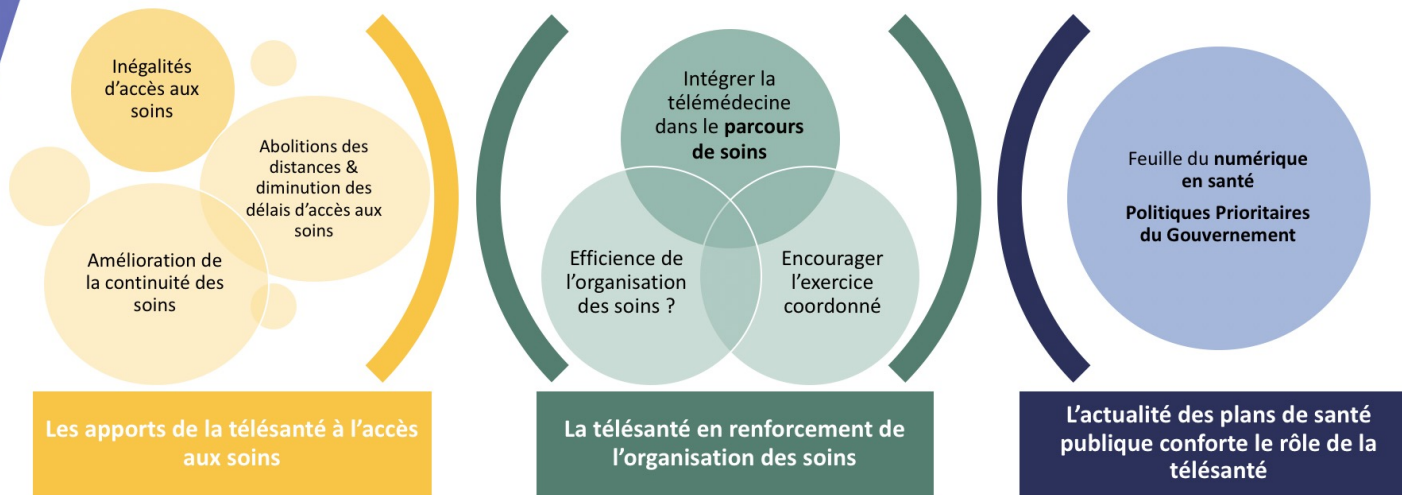 Inégalités
d'accès aux
soins
Abolitions des
distances &
diminution des
délais d'accès aux
soins
Amélioration de
la continuité des
soins
Les apports de la télésanté à l'accès
aux soins
Intégrer la
télémédecine
dans le parcours
de soins
Efficience de
l'organisation
des soins ?
Encourager
l'exercice
coordonné
La télésanté en renforcement de
l'organisation des soins
Feuille du numérique
en santé
Politiques Prioritaires
du Gouvernement
L'actualité des plans de santé
publique conforte le rôle de la
télésanté